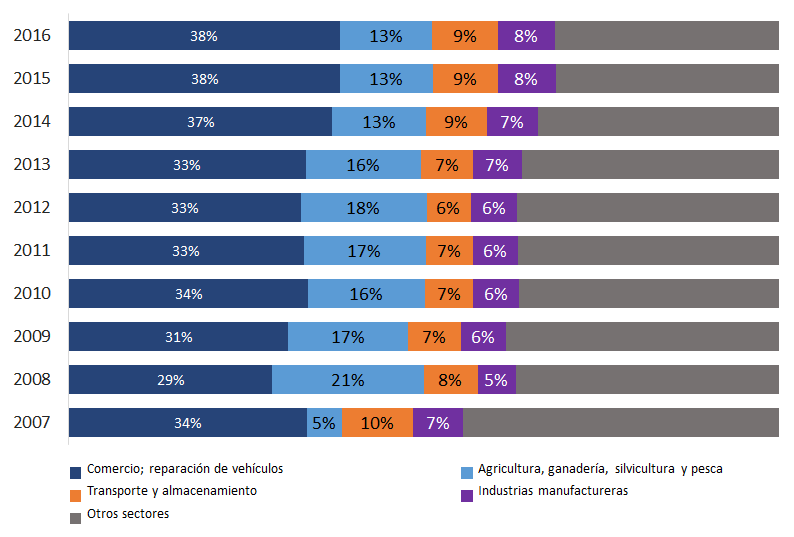 2016 38% 13% 9% 8%
2015 38% 13% 9% 8%
2014 37% 13% 9% 7%
2013 33% 16% 7% 7%
2012 33% 18% 6% 6%
2011 33% 17% 7% 6%
2010 34% 16% 7% 6%
2009 31% 17% 7% 6%
2008 29% 21% 8% 5%
2007 34% 5% 10% 7%
Comercio; reparación de vehículos Agricultura, ganadería, silvicultura y pesca
Transporte y almacenamiento Industrias manufactureras
Otros sectores